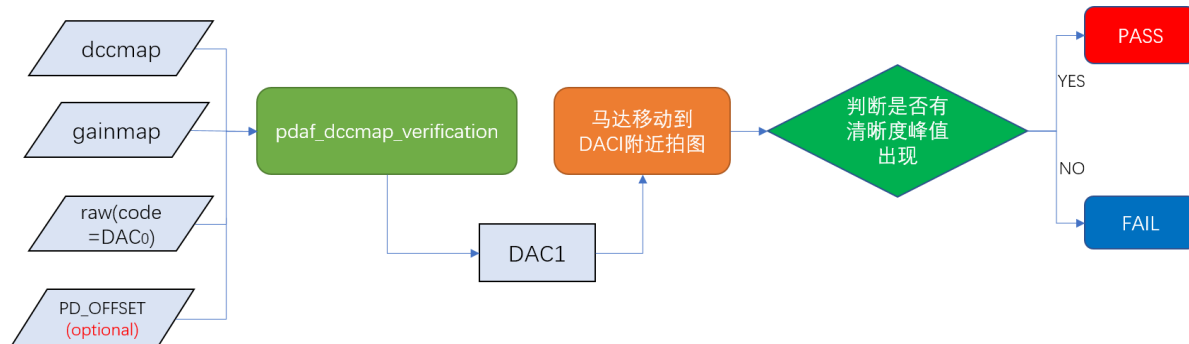 dccmap
gainmap
raw(code
=DAC₀)
PD_OFFSET
(optional)
pdaf_dccmap_verification
DAC1
马达移动到
DACI附近拍图
判断是否有
清晰度峰值
出现
YES
PASS
NO
FAIL